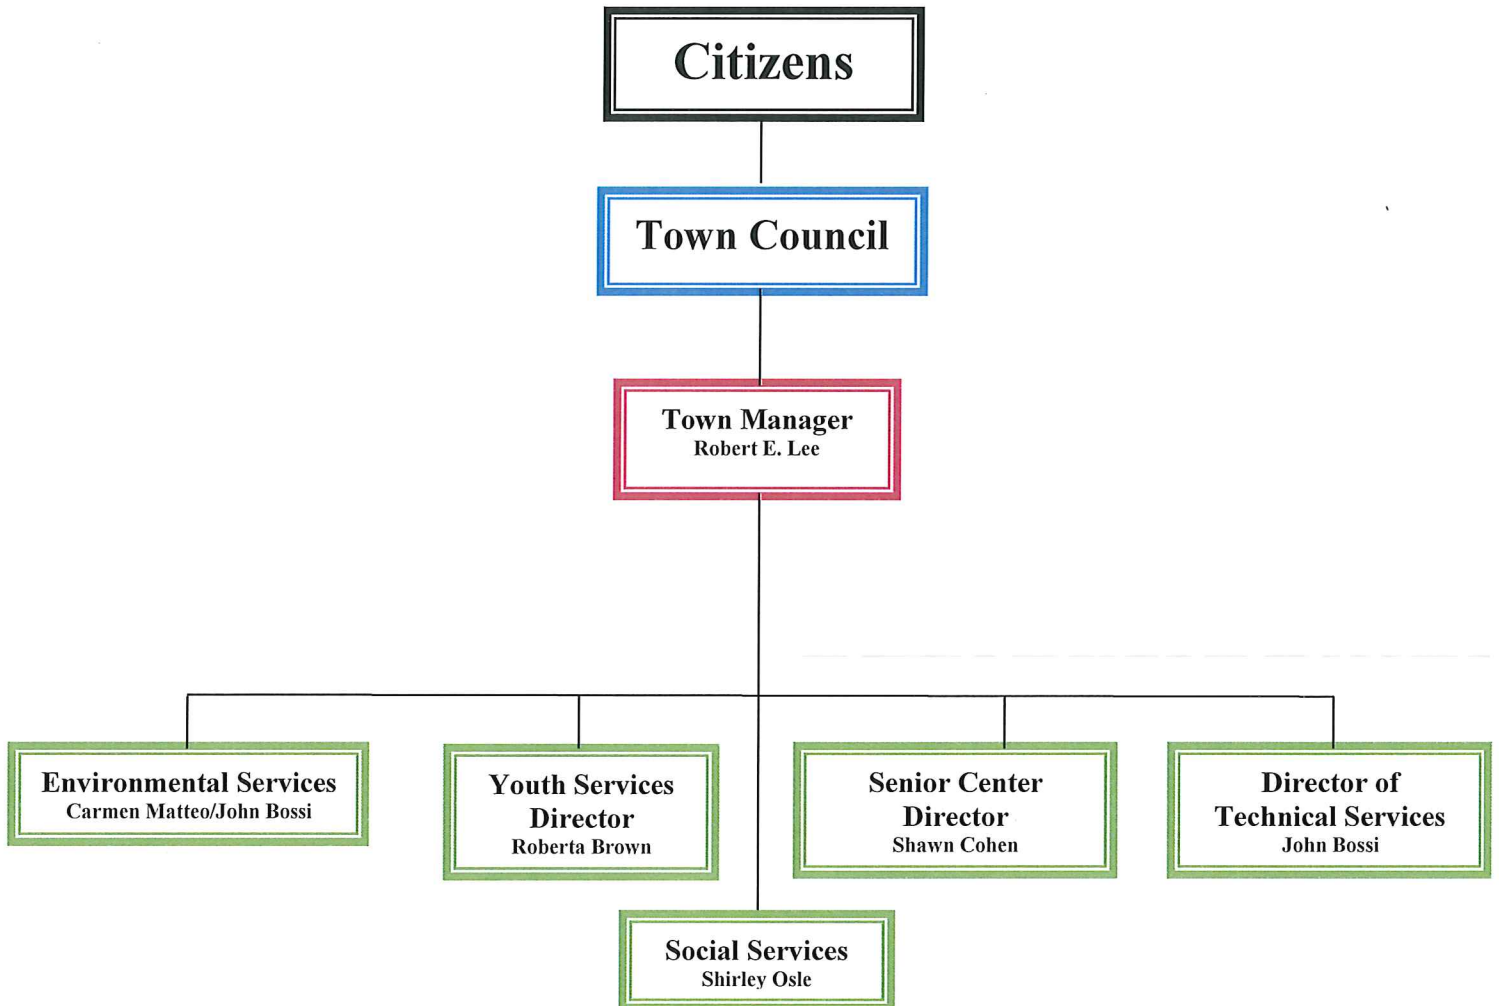 Citizens
Town Council
Town Manager
Robert E. Lee
Environmental Services
Carmen Matteo/John Bossi
Youth Services
Director
Roberta Brown
Senior Center
Director
Shawn Cohen
Director of
Technical Services
John Bossi
Social Services
Shirley Osle